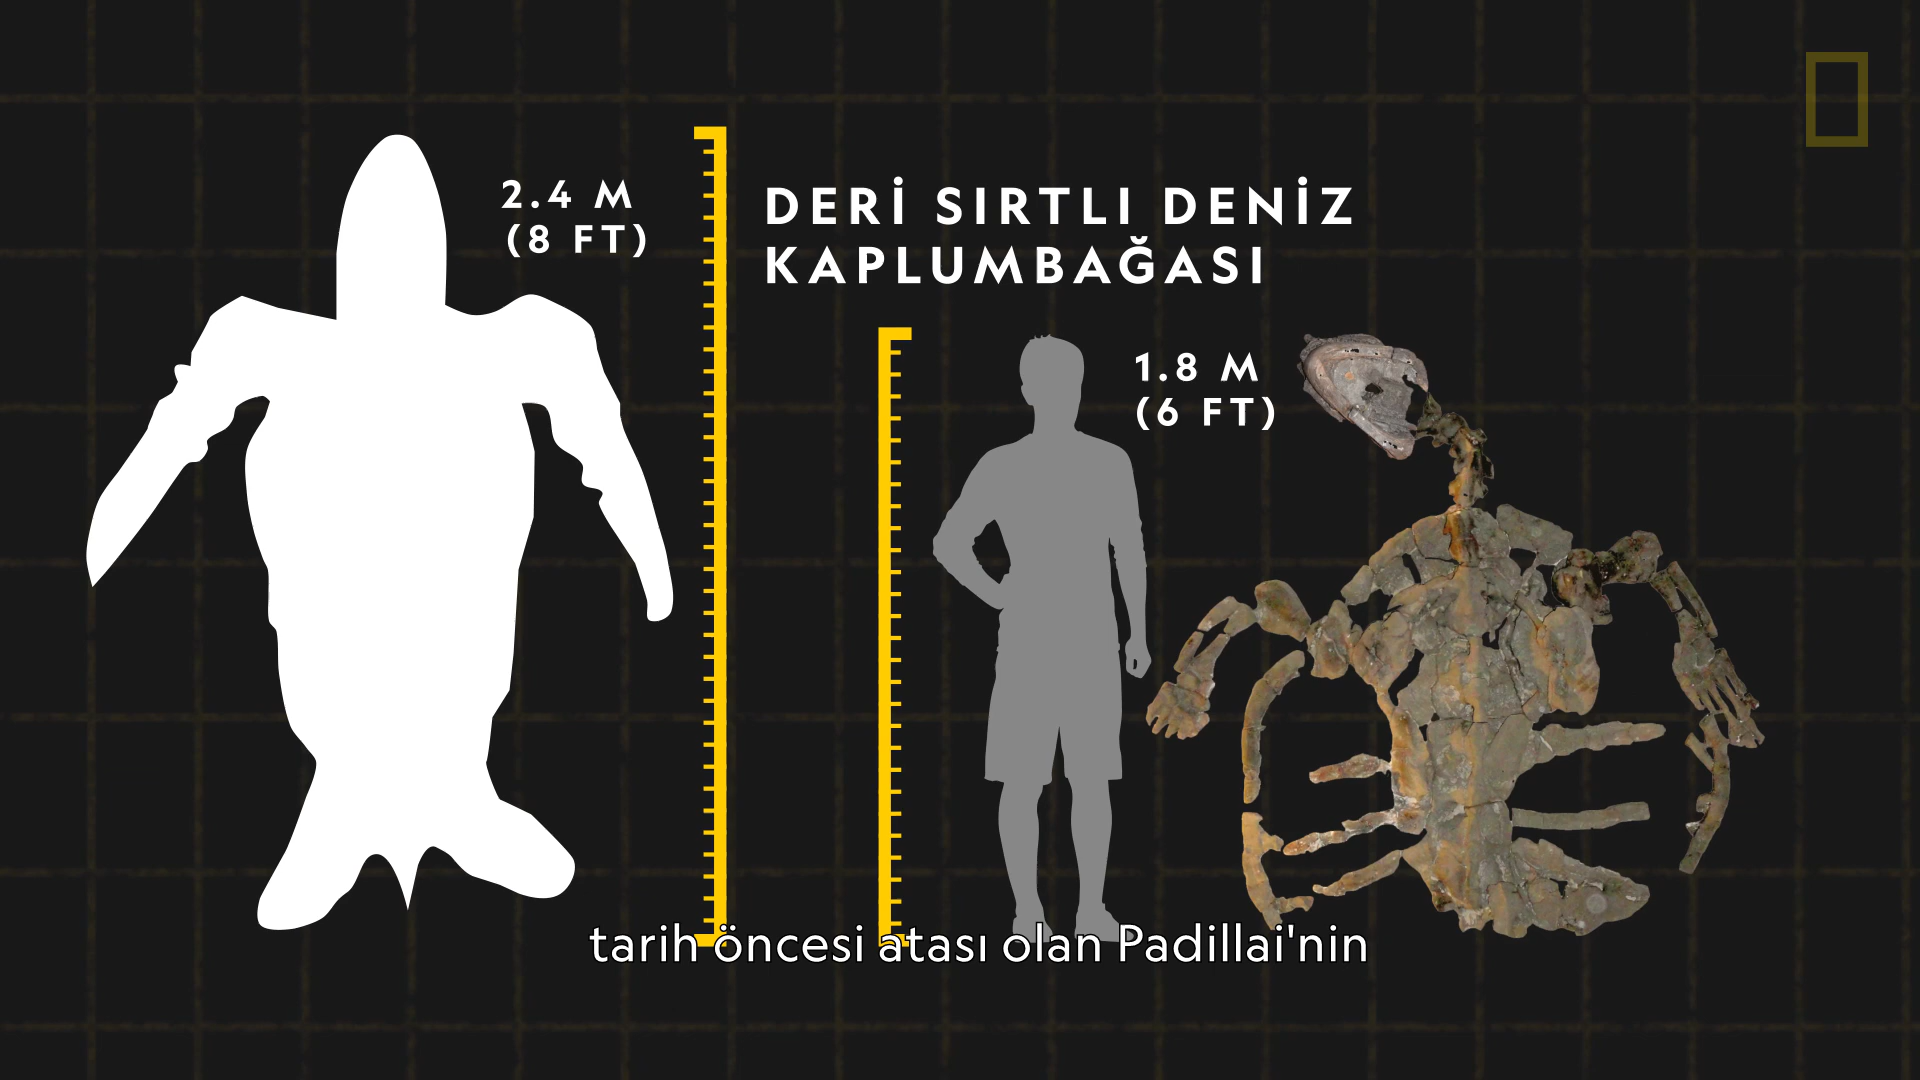 2.4 M
(8 FT)
DERİ SIRTLI DENİZ
KAPLUMBAĞASI
1.8 M
(6 FT)
tarih öncesi atası olan Padillai'nin